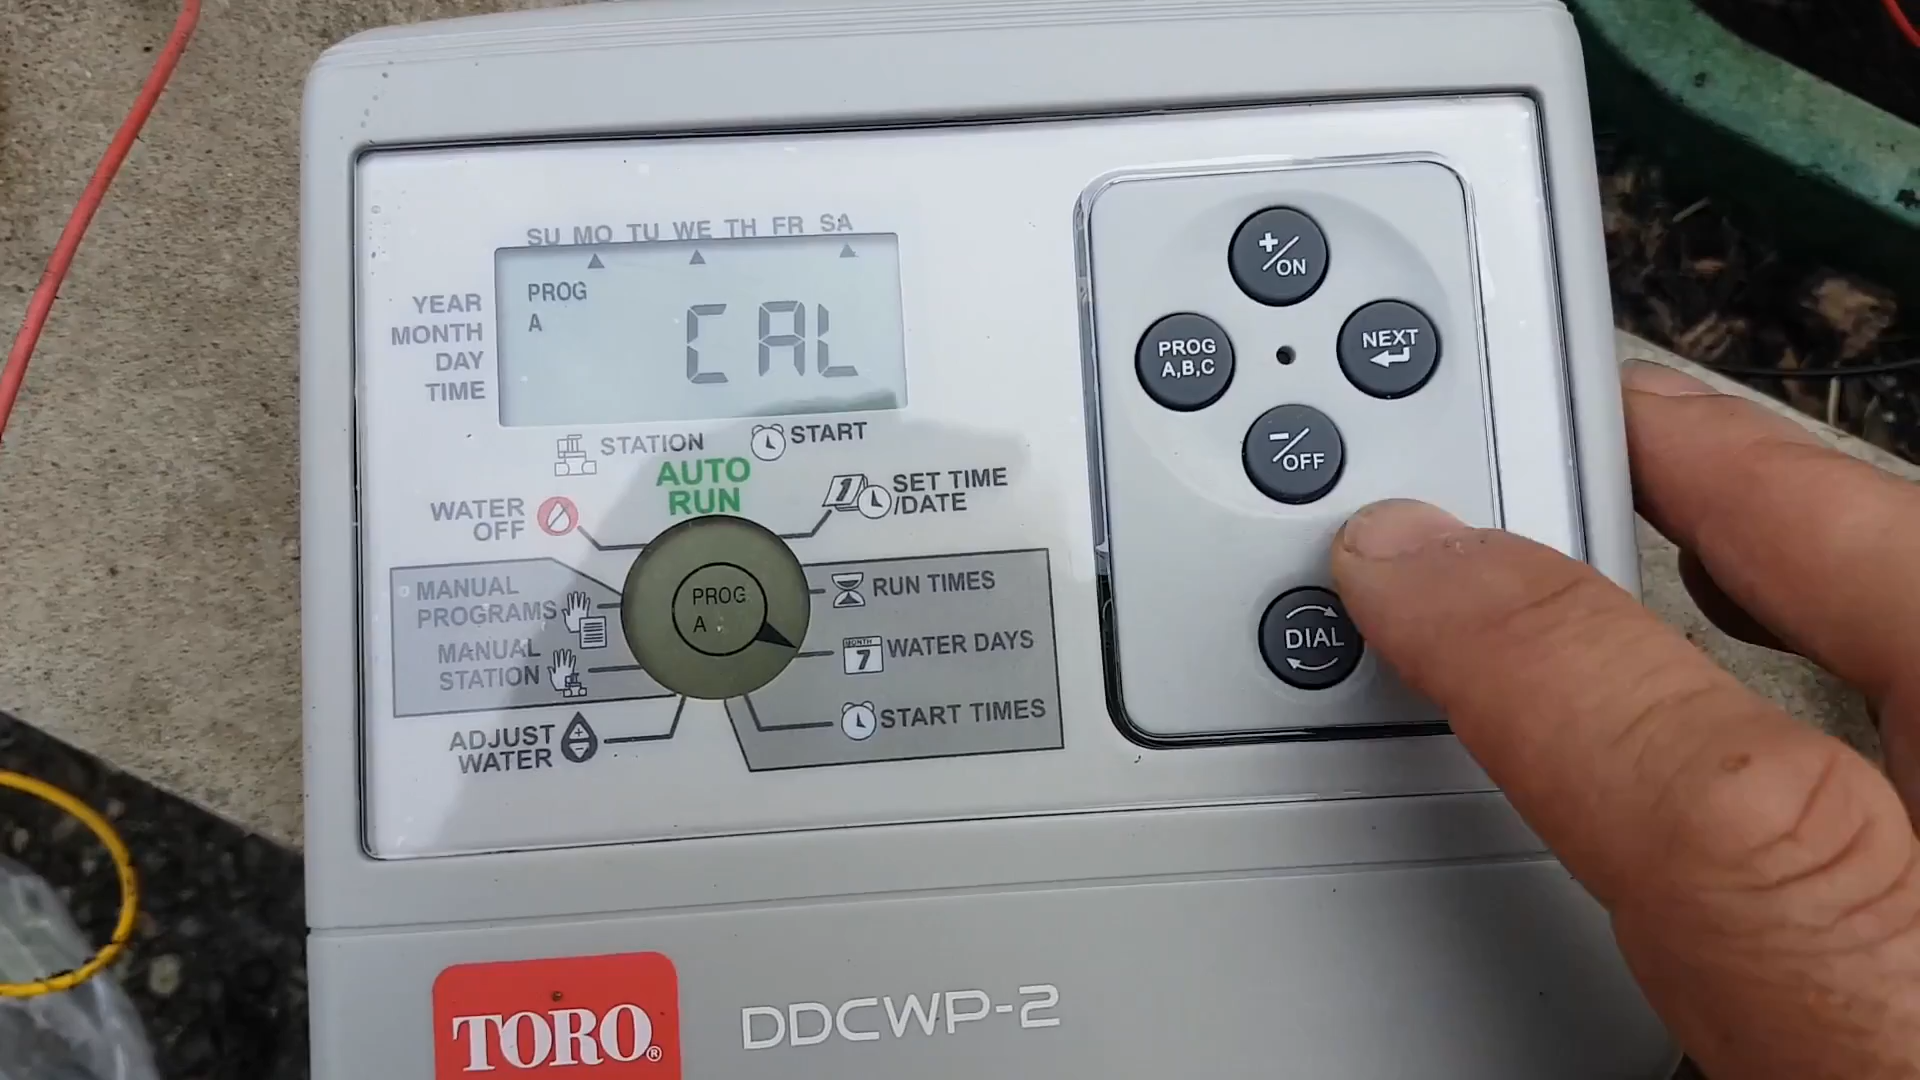 SU MO TU WE TH FR SA
YEAR
MONTH
DAY
TIME
PROG
A
CAL
STATION
START
AUTO
RUN
WATER
OFF
1
SET TIME
/DATE
MANUAL
PROGRAMS
MANUAL
STATION
ADJUST
WATER
PROG
A
RUN TIMES
MONTH
7
WATER DAYS
START TIMES
+/ON
PROG
A,B,C
NEXT
-/OFF
DIAL
TORO®
DDCWP-2